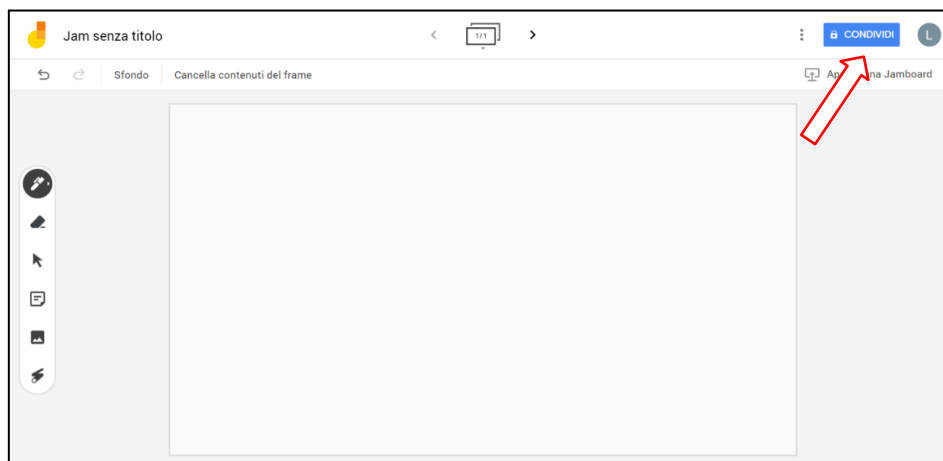 Jam senza titolo
1/1
CONDIVIDI
L
Sfondo
Cancella contenuti del frame
Jamboard